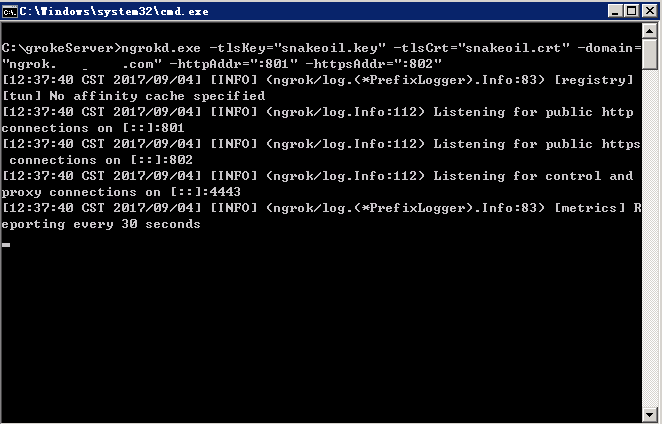 C:\Windows\system32\cmd.exe
C:\grokeServer>ngrokd.exe -tlsKey="snakeoil.key" -tlsCrt="snakeoil.crt" -domain=
"ngrok.   _    .com" -httpAddr=":801" -httpsAddr=":802"
[12:37:40 CST 2017/09/04] [INFO] (ngrok/log.(*PrefixLogger).Info:83) [registry]
[tun] No affinity cache specified
[12:37:40 CST 2017/09/04] [INFO] (ngrok/log.Info:112) Listening for public http
connections on [::]:801
[12:37:40 CST 2017/09/04] [INFO] (ngrok/log.Info:112) Listening for public https
 connections on [::]:802
[12:37:40 CST 2017/09/04] [INFO] (ngrok/log.Info:112) Listening for control and
proxy connections on [::]:4443
[12:37:40 CST 2017/09/04] [INFO] (ngrok/log.(*PrefixLogger).Info:83) [metrics] R
eporting every 30 seconds